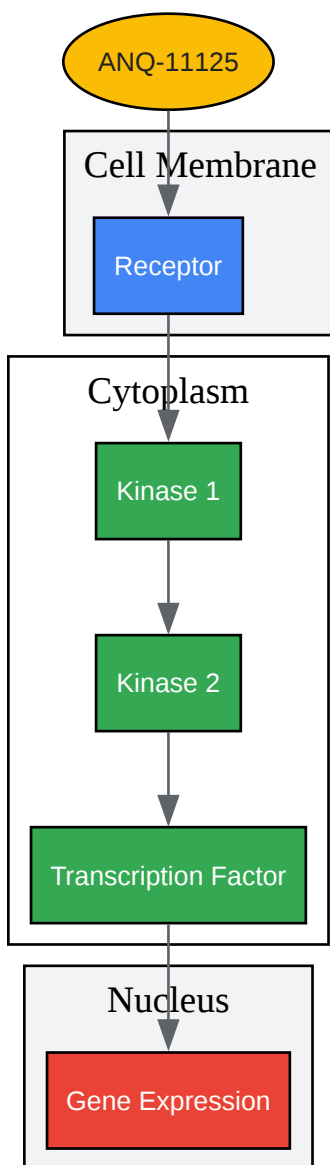 ANQ-11125
Cell Membrane
Receptor
Cytoplasm
Kinase 1
Kinase 2
Transcription Factor
Nucleus
Gene Expression